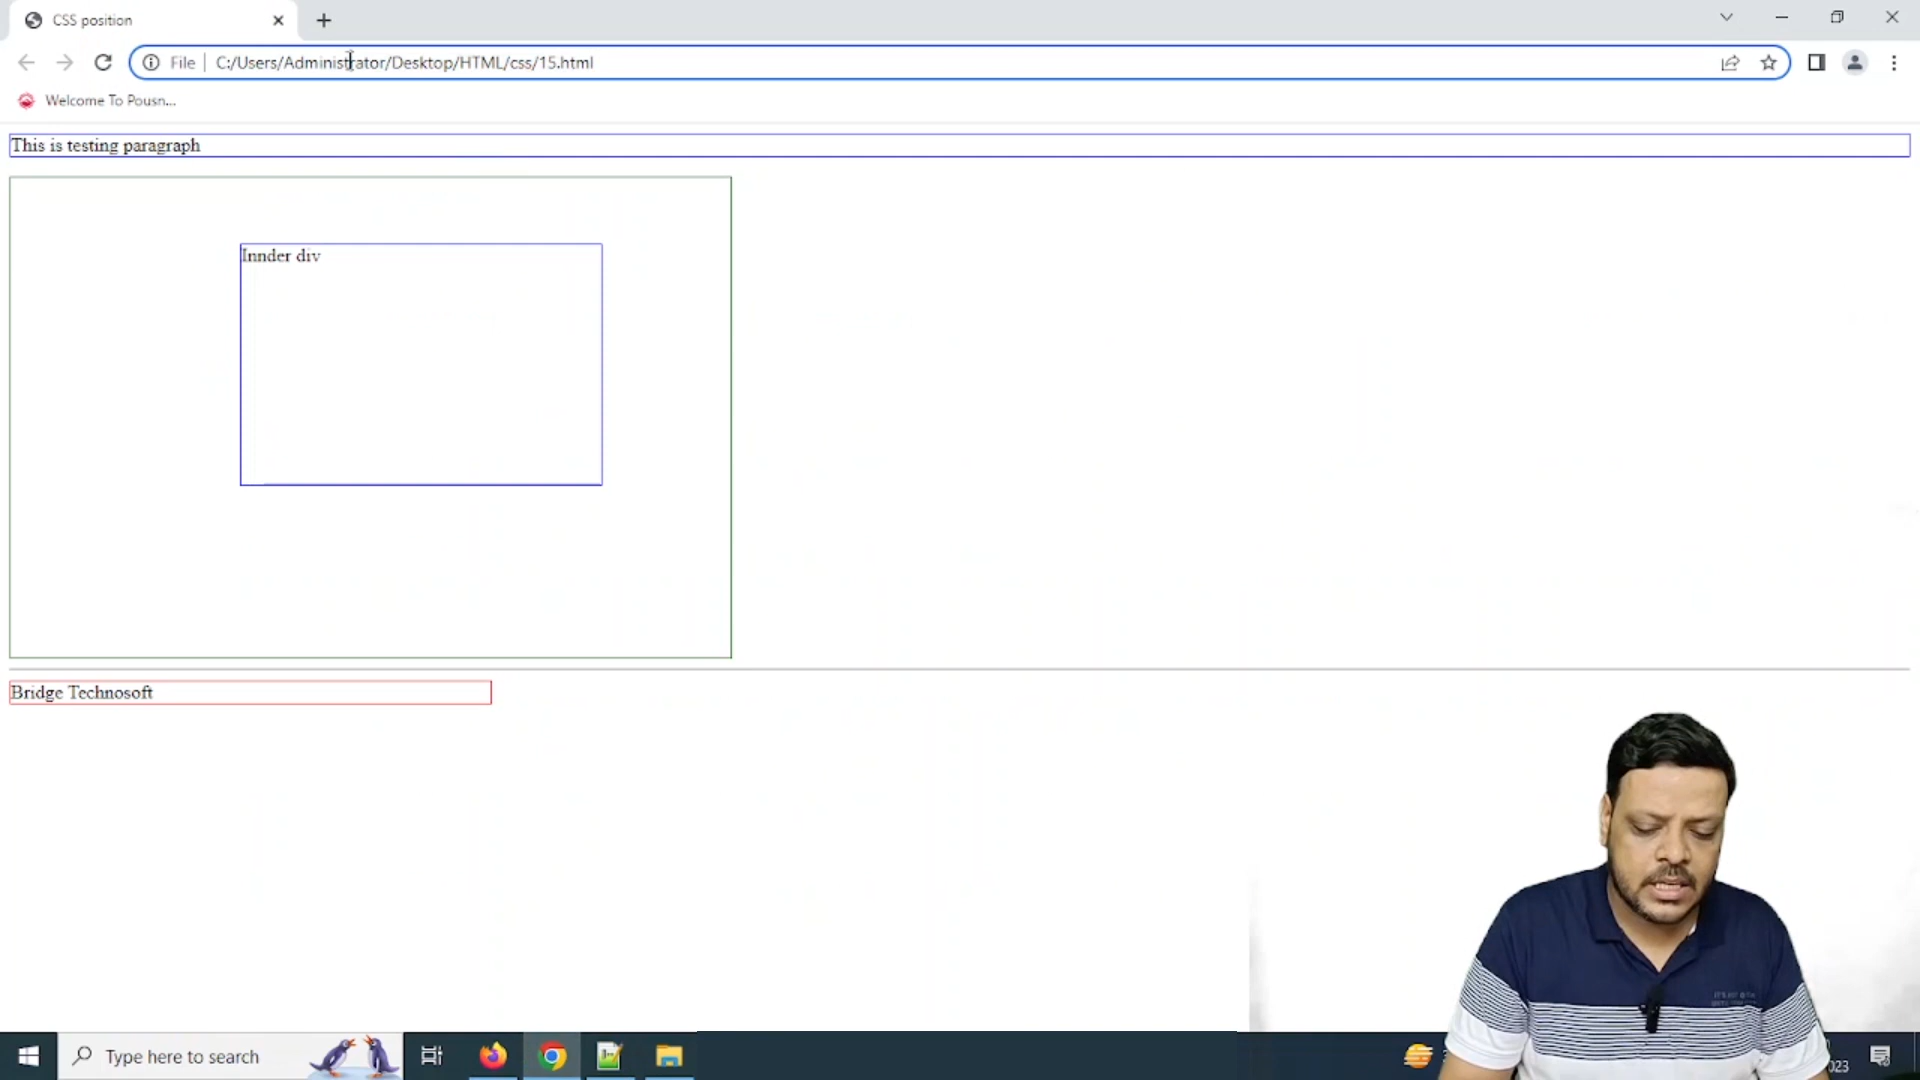 CSS position
File
C:/Users/Administrator/Desktop/HTML/css/15.html
Welcome To Pousn...
This is testing paragraph
Innder div
Bridge Technosoft
Type here to search
023